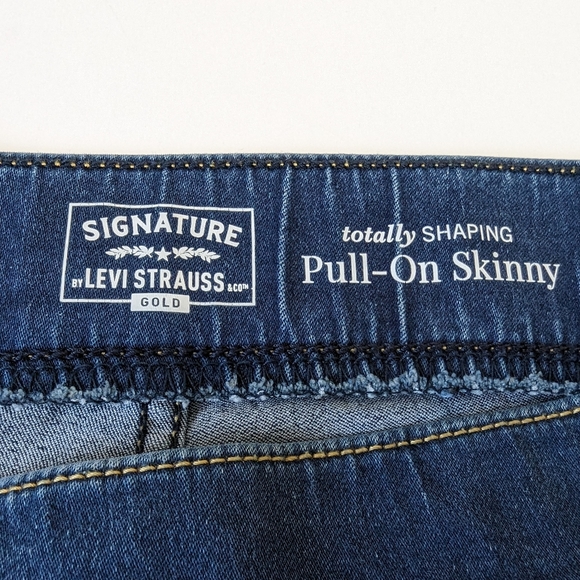 SIGNATURE
BY LEVI STRAUSS & CO™
GOLD
totally SHAPING
Pull-On Skinny